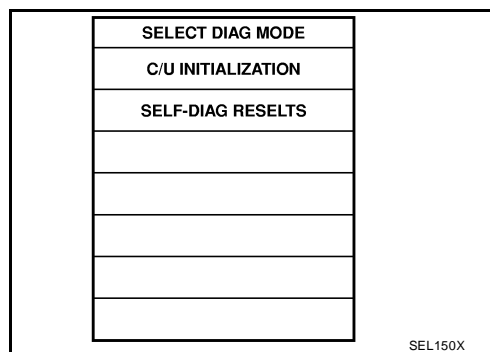 SELECT DIAG MODE
C/U INITIALIZATION
SELF-DIAG RESELTS
SEL150X